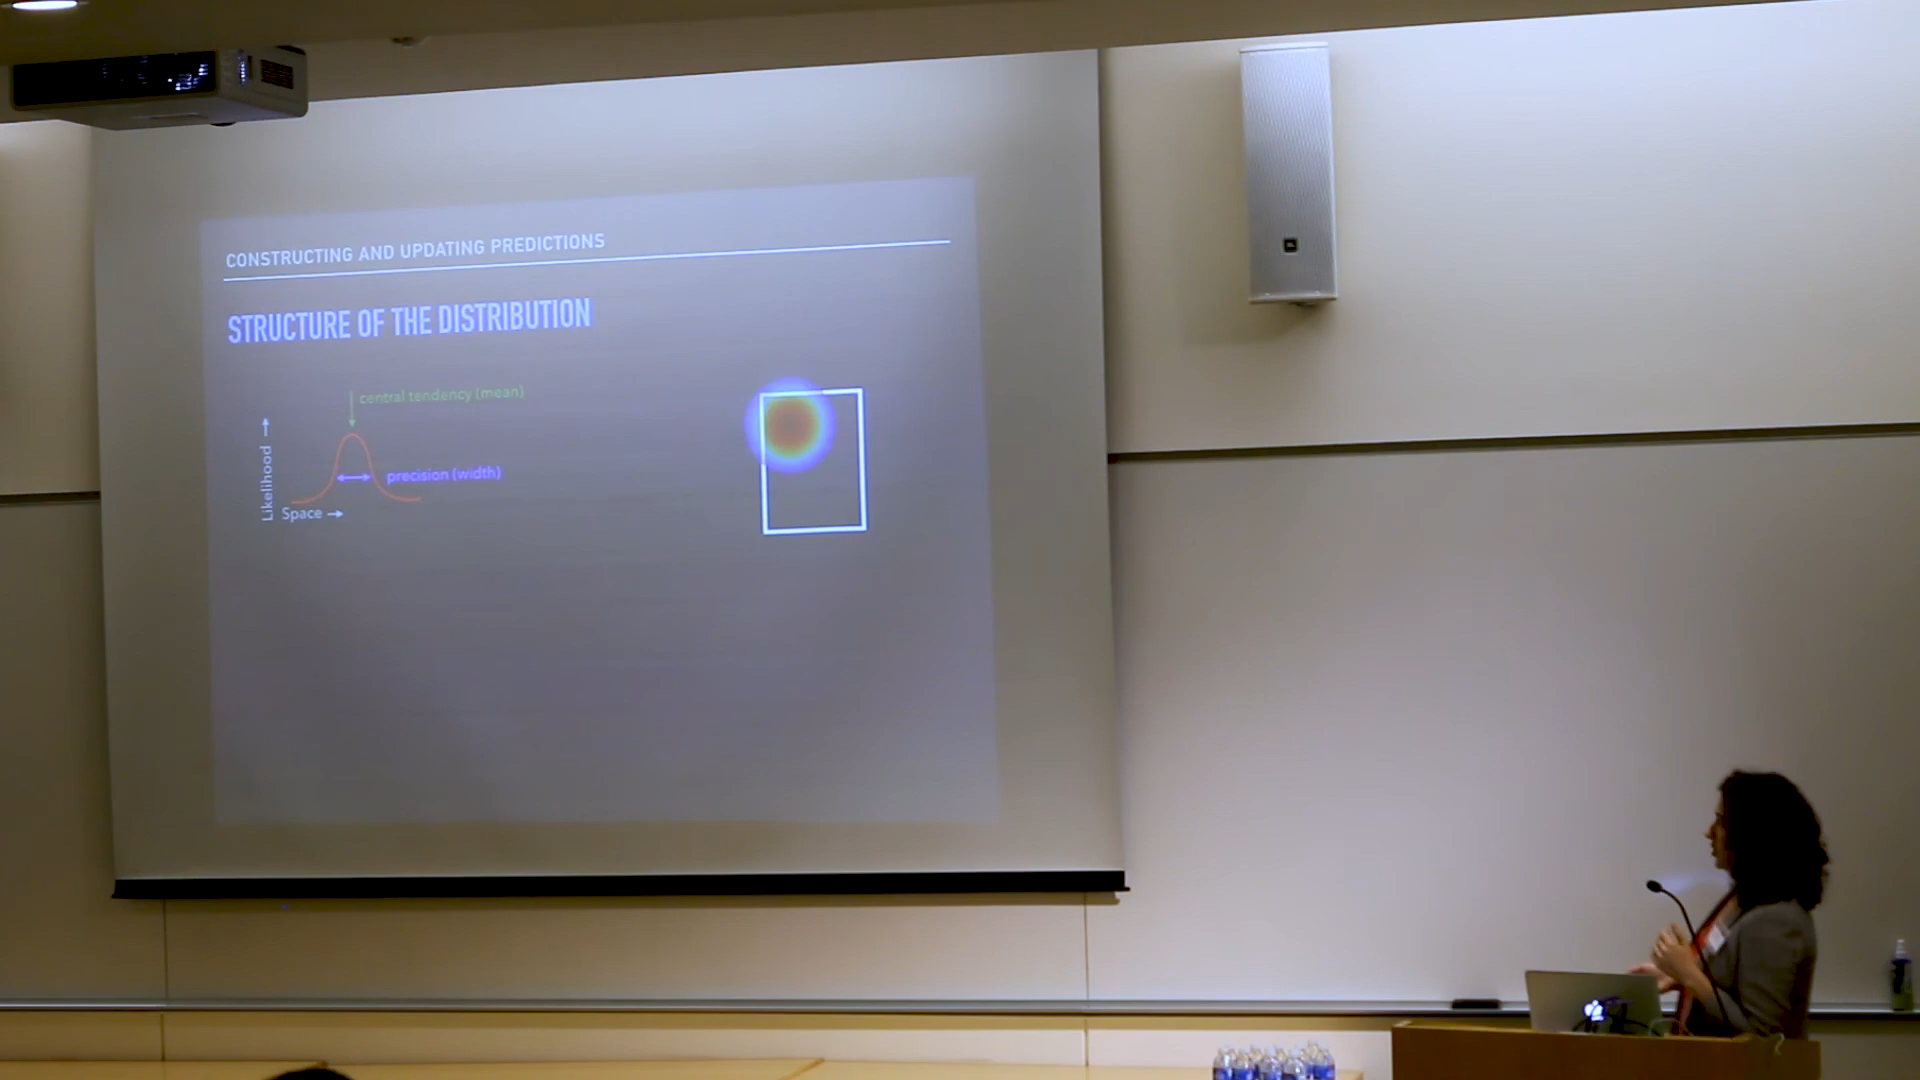 CONSTRUCTING AND UPDATING PREDICTIONS
STRUCTURE OF THE DISTRIBUTION
central tendency (mean)
Likelihood
precision (width)
Space